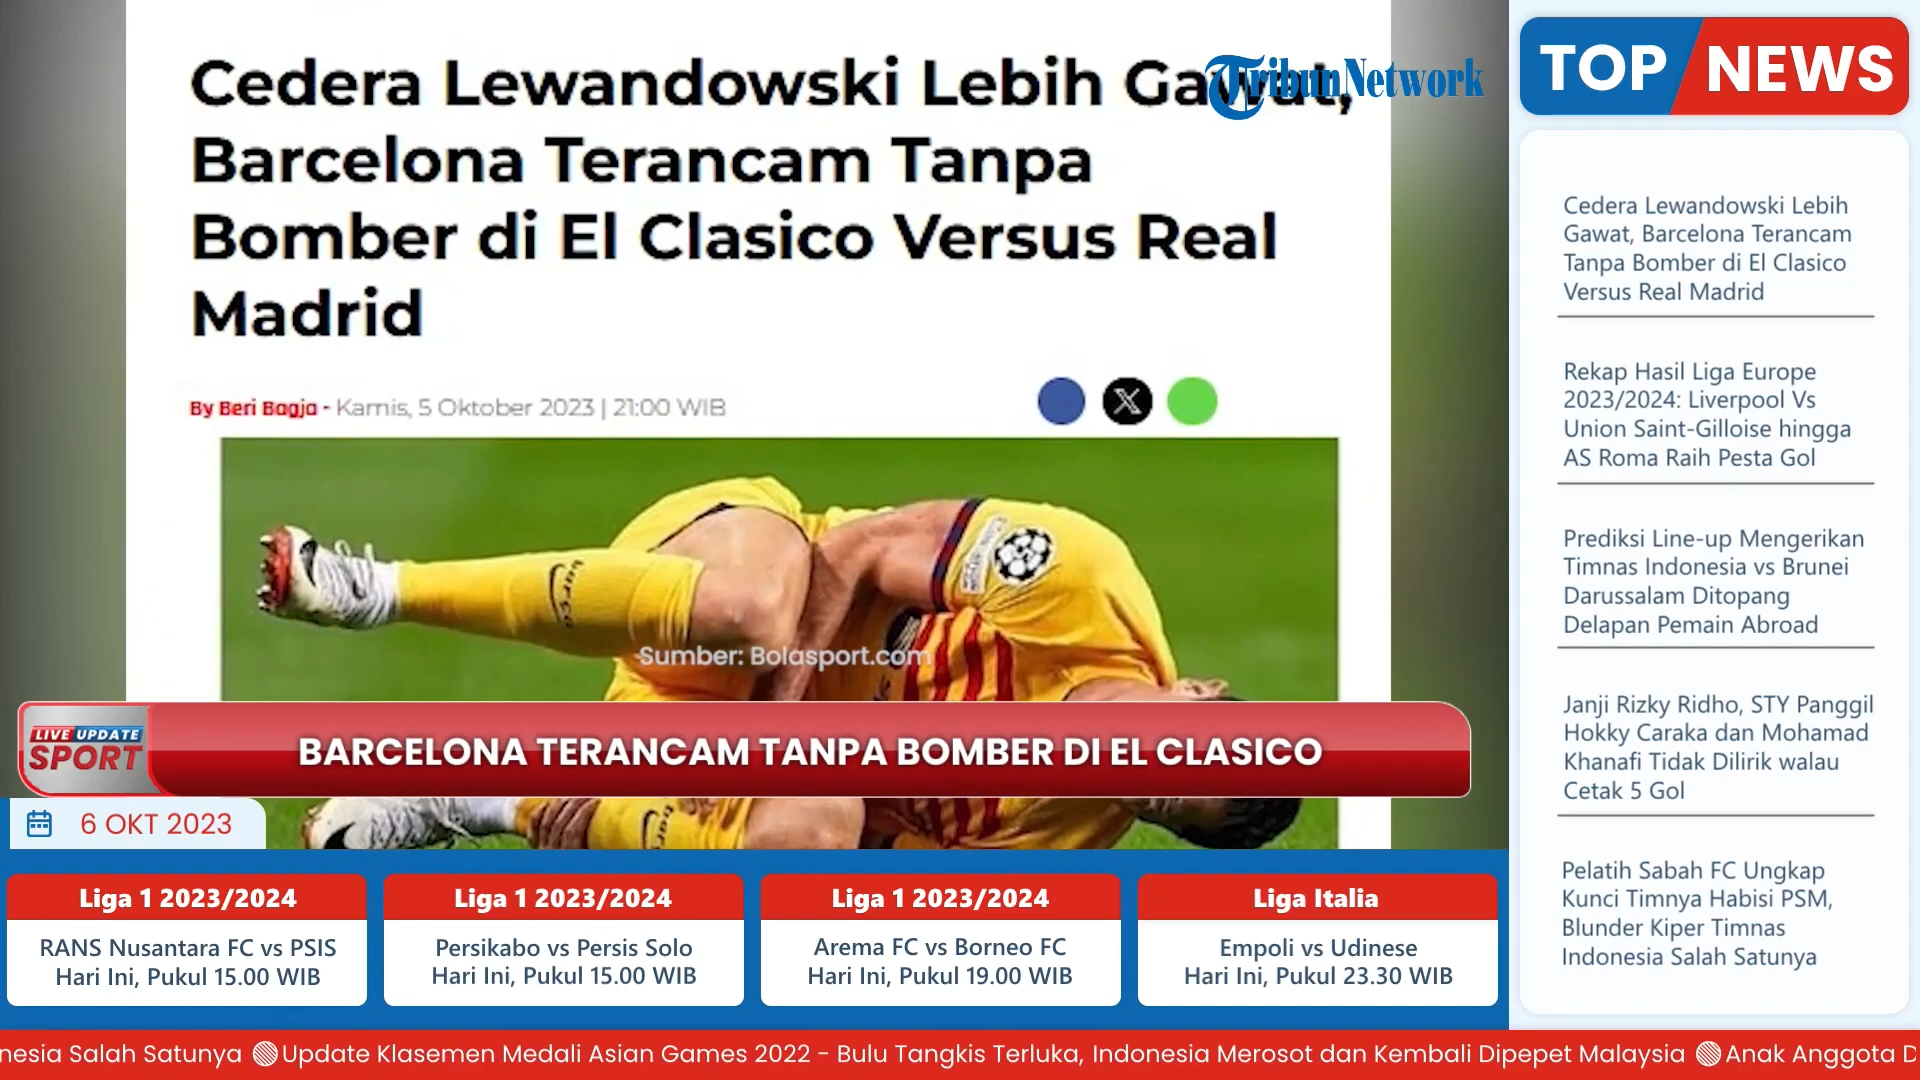 Cedera Lewandowski Lebih Gawat,
Barcelona Terancam Tanpa
Bomber di El Clasico Versus Real
Madrid
TribunNetwork
By Beri Bagja - Kamis, 5 Oktober 2023 | 21:00 WIB
barca
Sumber: Bolasport.com
LIVE UPDATE
SPORT
BARCELONA TERANCAM TANPA BOMBER DI EL CLASICO
6 OKT 2023
Liga 1 2023/2024
RANS Nusantara FC vs PSIS
Hari Ini, Pukul 15.00 WIB
Liga 1 2023/2024
Persikabo vs Persis Solo
Hari Ini, Pukul 15.00 WIB
Liga 1 2023/2024
Arema FC vs Borneo FC
Hari Ini, Pukul 19.00 WIB
Liga Italia
Empoli vs Udinese
Hari Ini, Pukul 23.30 WIB
TOP NEWS
Cedera Lewandowski Lebih
Gawat, Barcelona Terancam
Tanpa Bomber di El Clasico
Versus Real Madrid
Rekap Hasil Liga Europe
2023/2024: Liverpool Vs
Union Saint-Gilloise hingga
AS Roma Raih Pesta Gol
Prediksi Line-up Mengerikan
Timnas Indonesia vs Brunei
Darussalam Ditopang
Delapan Pemain Abroad
Janji Rizky Ridho, STY Panggil
Hokky Caraka dan Mohamad
Khanafi Tidak Dilirik walau
Cetak 5 Gol
Pelatih Sabah FC Ungkap
Kunci Timnya Habisi PSM,
Blunder Kiper Timnas
Indonesia Salah Satunya
nesia Salah Satunya Update Klasemen Medali Asian Games 2022 - Bulu Tangkis Terluka, Indonesia Merosot dan Kembali Dipepet Malaysia Anak Anggota D